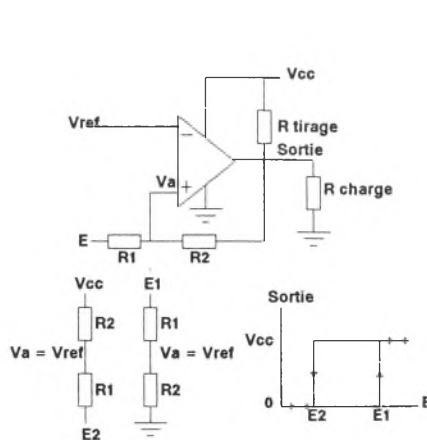 Vcc
Vref
R tirage
Sortie
Va
R charge
E
R1
R2
Vcc
E1
Sortie
R2
R1
Vcc
Va = Vref
Va = Vref
R1
R2
0
E2
E1
E
E2